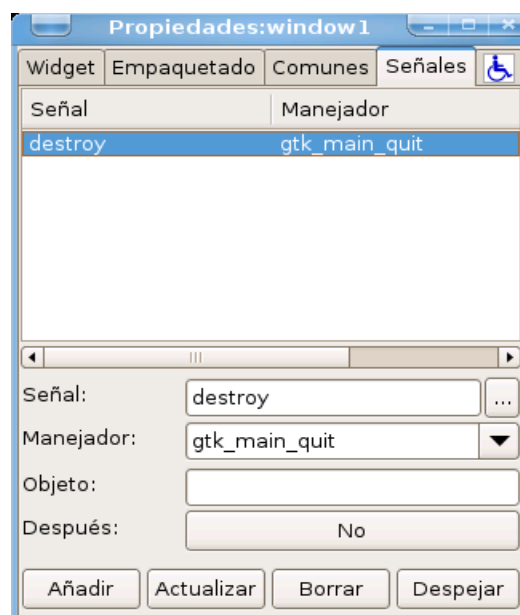 Propiedades:window1
Widget Empaquetado Comunes Señales
Señal Manejador
destroy gtk_main_quit
Señal: destroy ...
Manejador: gtk_main_quit
Objeto:
Después: No
Añadir Actualizar Borrar Despejar